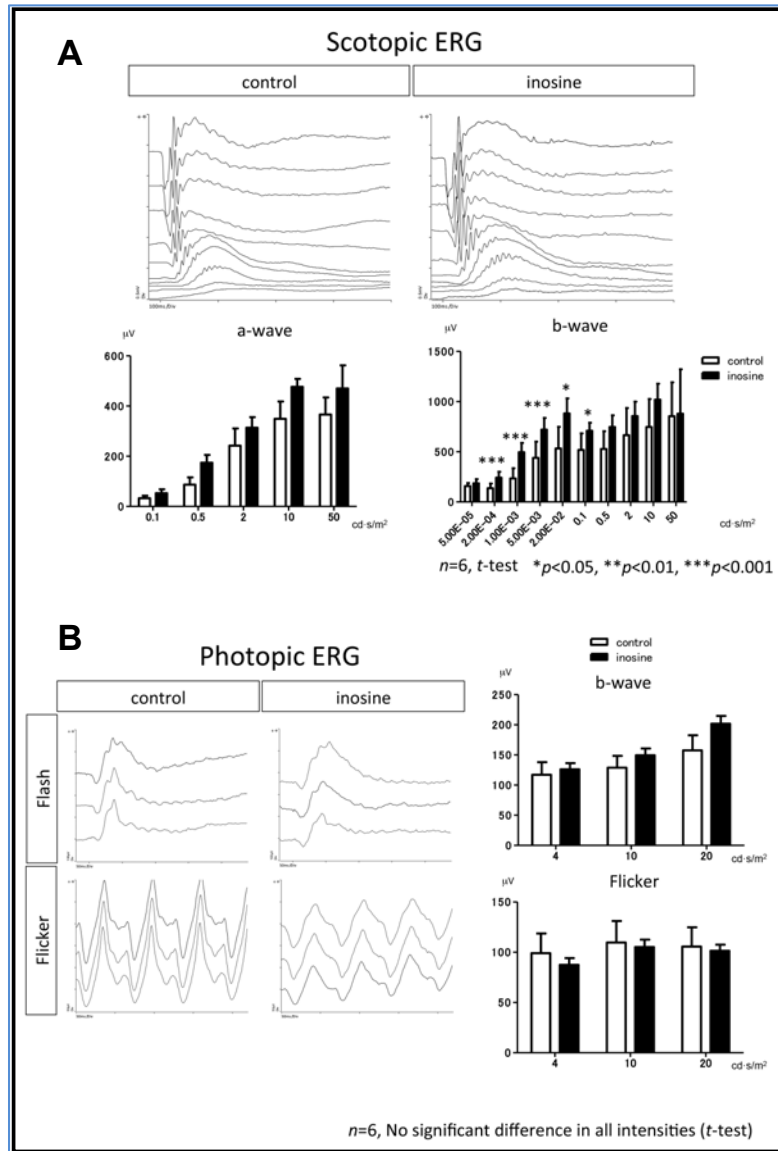 A
Scotopic ERG
control
inosine
100ms/div
100ms/div
a-wave
μV
600
400
200
0
0.1
0.5
2
10
50
cd·s/m²
b-wave
μV
1500
1000
500
0
***
***
***
*
*
control
inosine
5.00E-05
2.00E-04
1.00E-03
5.00E-03
2.00E-02
0.1
0.5
2
10
50
cd·s/m²
n=6, t-test *p<0.05, **p<0.01, ***p<0.001
B
Photopic ERG
control
inosine
Flash
Flicker
control
inosine
b-wave
μV
250
200
150
100
50
0
4
10
20
cd·s/m²
Flicker
μV
150
100
50
0
4
10
20
cd·s/m²
n=6, No significant difference in all intensities (t-test)